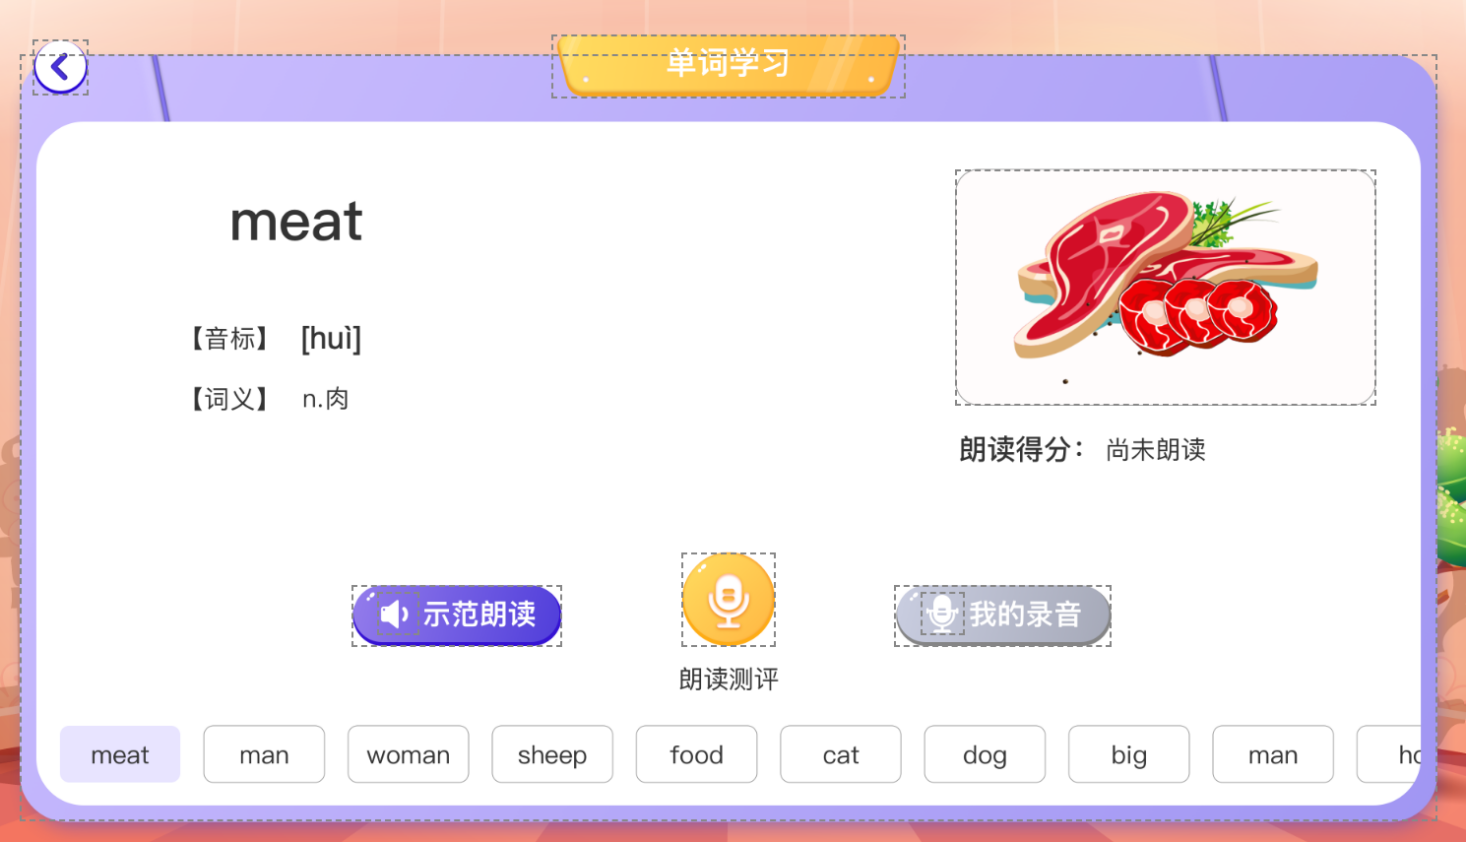 单词学习
meat
【音标】 [huì]
【词义】 n.肉
朗读得分： 尚未朗读
示范朗读
我的录音
朗读测评
meat man woman sheep food cat dog big man